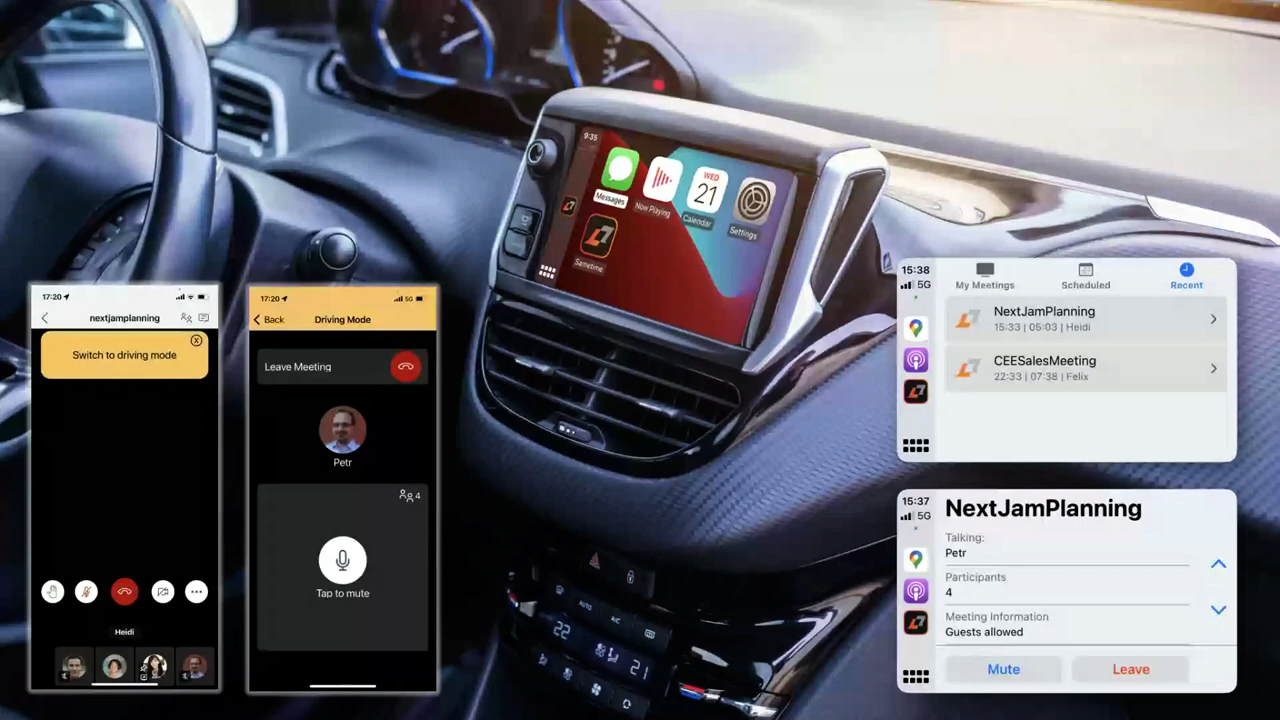 9:35
Messages
Now Playing
WED
21
Calendar
Settings
Sametime
17:20
nextjamplanning
Switch to driving mode
Heidi
17:20
5G
Back
Driving Mode
Leave Meeting
Petr
4
Tap to mute
AUTO
A/C
22
21
15:38
5G
My Meetings
Scheduled
Recent
NextJamPlanning
15:33 | 05:03 | Heidi
CEESalesMeeting
22:33 | 07:38 | Felix
15:37
5G
NextJamPlanning
Talking:
Petr
Participants
4
Meeting Information
Guests allowed
Mute
Leave